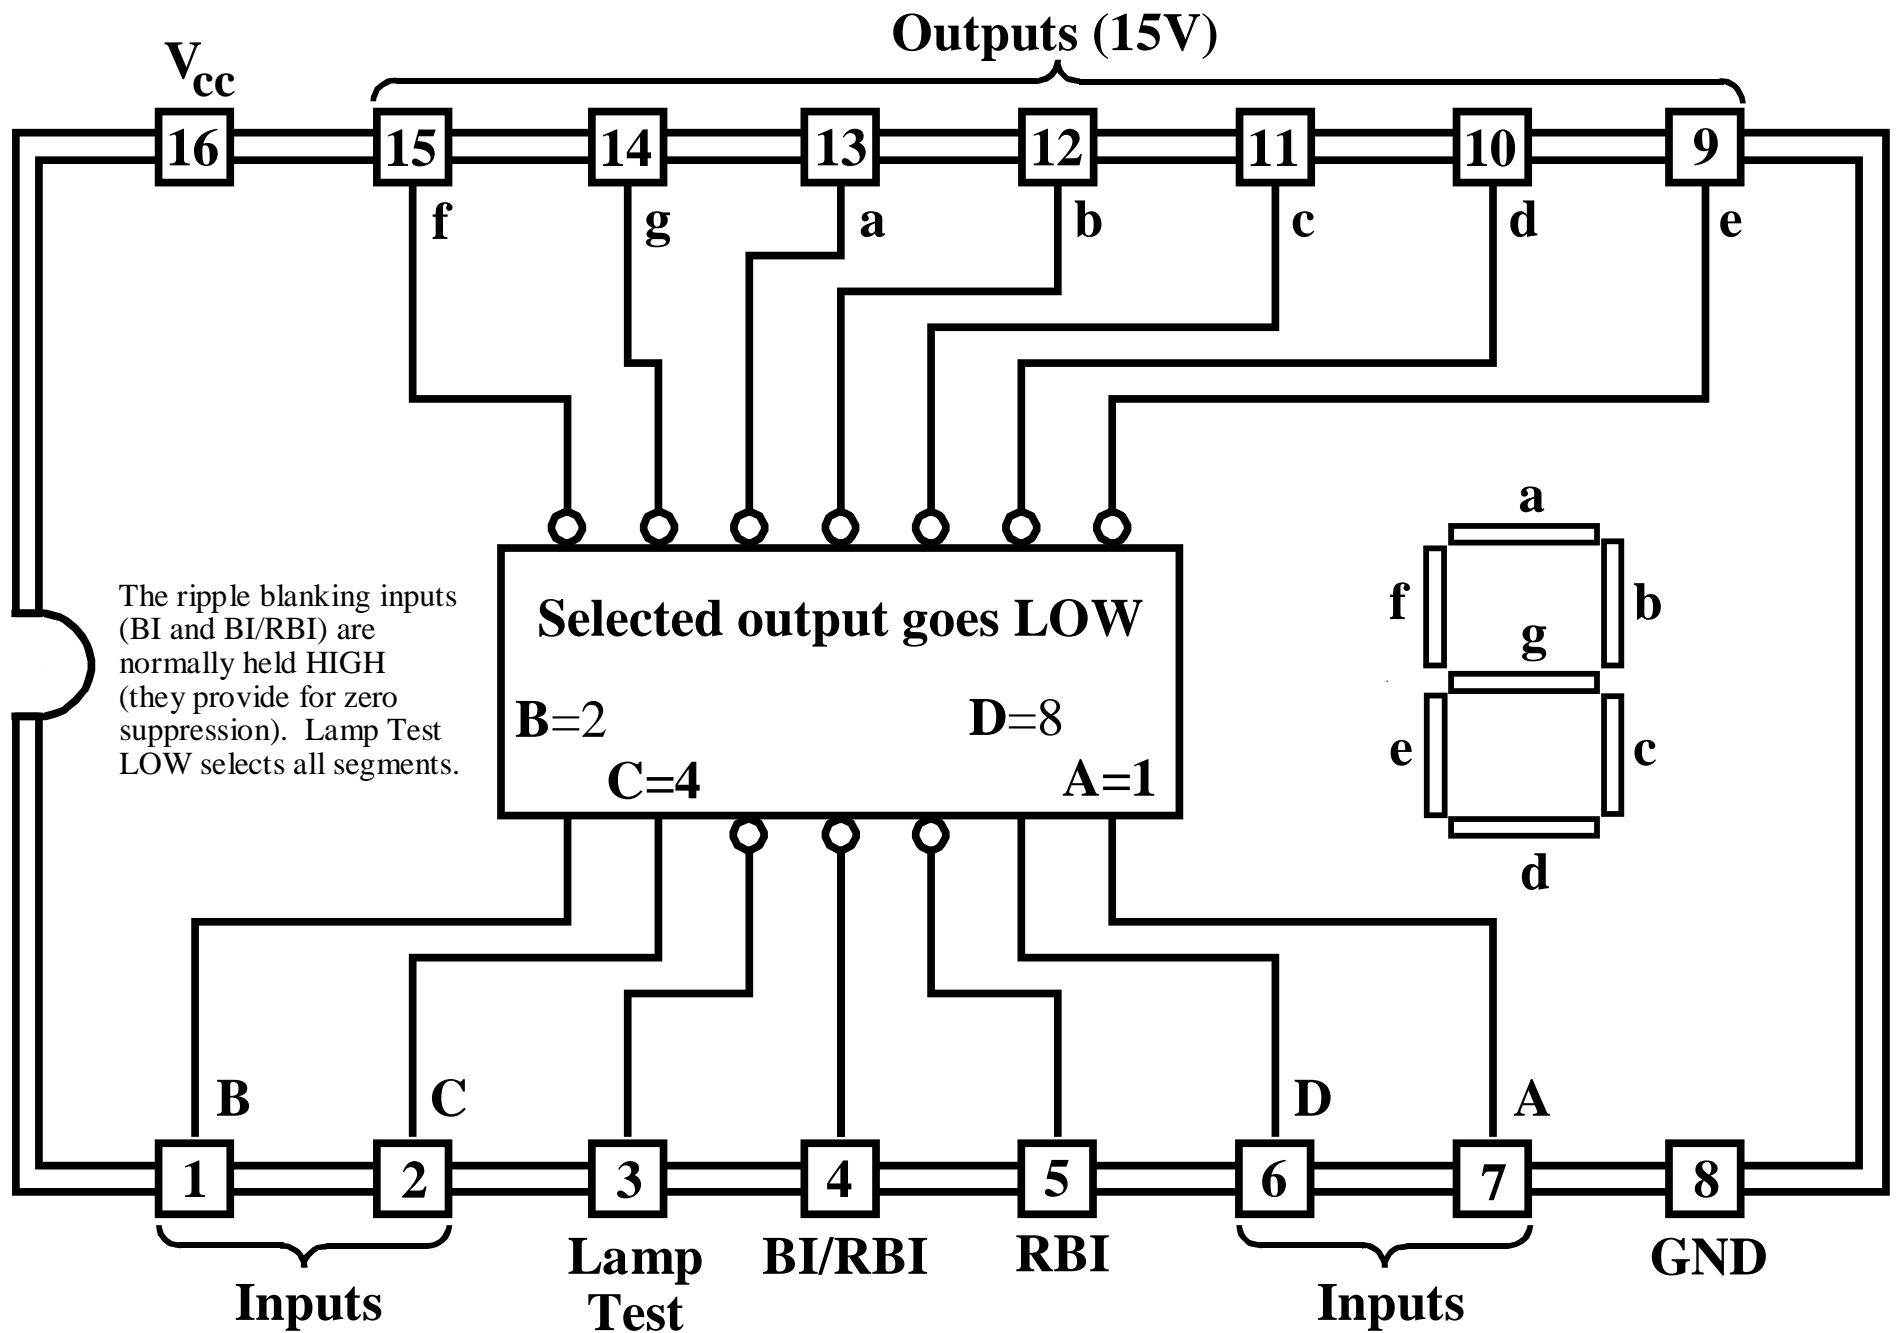 Outputs (15V)
Vcc
16 15 14 13 12 11 10 9
f g a b c d e
The ripple blanking inputs
(BI and BI/RBI) are
normally held HIGH
(they provide for zero
suppression). Lamp Test
LOW selects all segments.
Selected output goes LOW
B=2 D=8
C=4 A=1
a
f b
g
e c
d
B C D A
1 2 3 4 5 6 7 8
Lamp BI/RBI RBI GND
Inputs Test Inputs